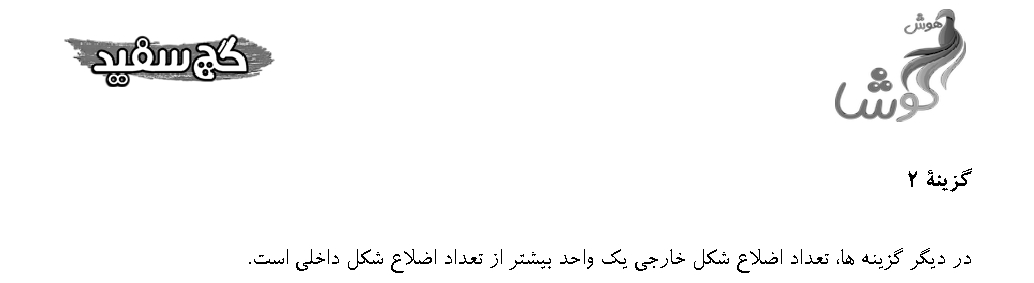 هوش
گوشا
گچ سفید
گزینهٔ ۲
در دیگر گزینه ها، تعداد اضلاع شکل خارجی یک واحد بیشتر از تعداد اضلاع شکل داخلی است.